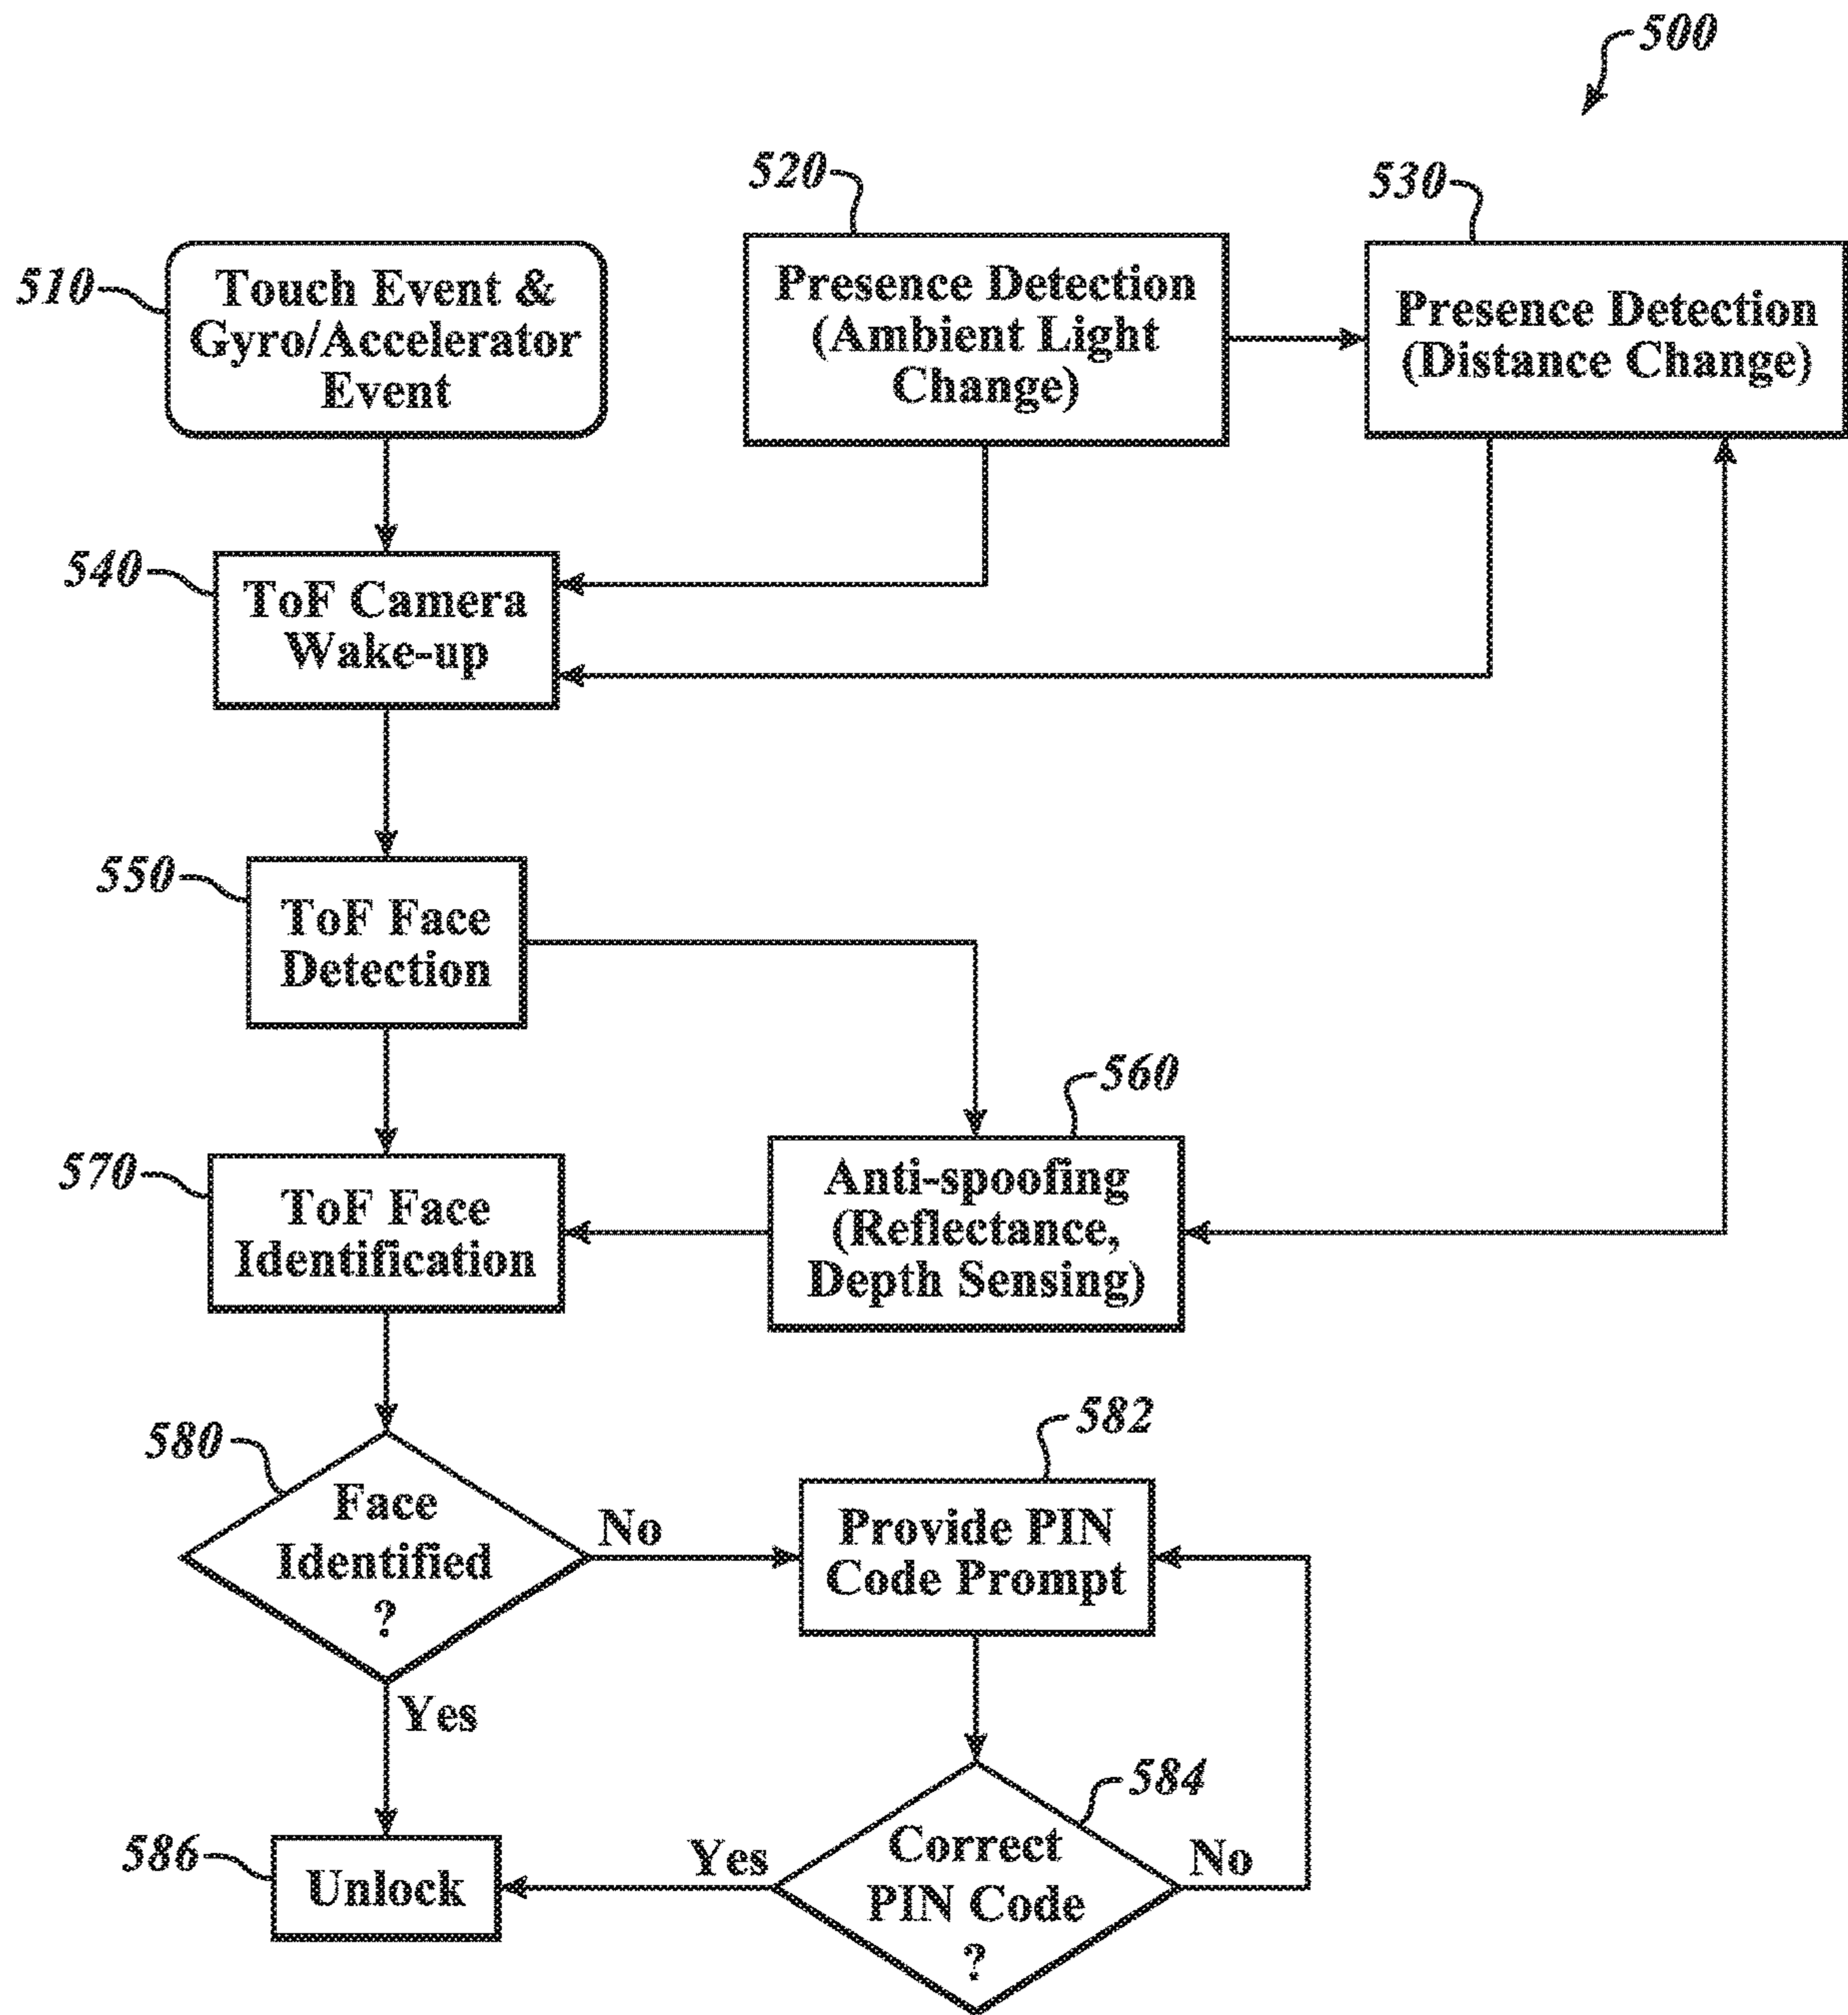 500
520
530
510
Touch Event &
Gyro/Accelerator
Event
Presence Detection
(Ambient Light
Change)
Presence Detection
(Distance Change)
540
ToF Camera
Wake-up
550
ToF Face
Detection
560
570
ToF Face
Identification
Anti-spoofing
(Reflectance,
Depth Sensing)
580
Face
Identified
?
No
582
Provide PIN
Code Prompt
Yes
584
586
Unlock
Yes
Correct
PIN Code
?
No